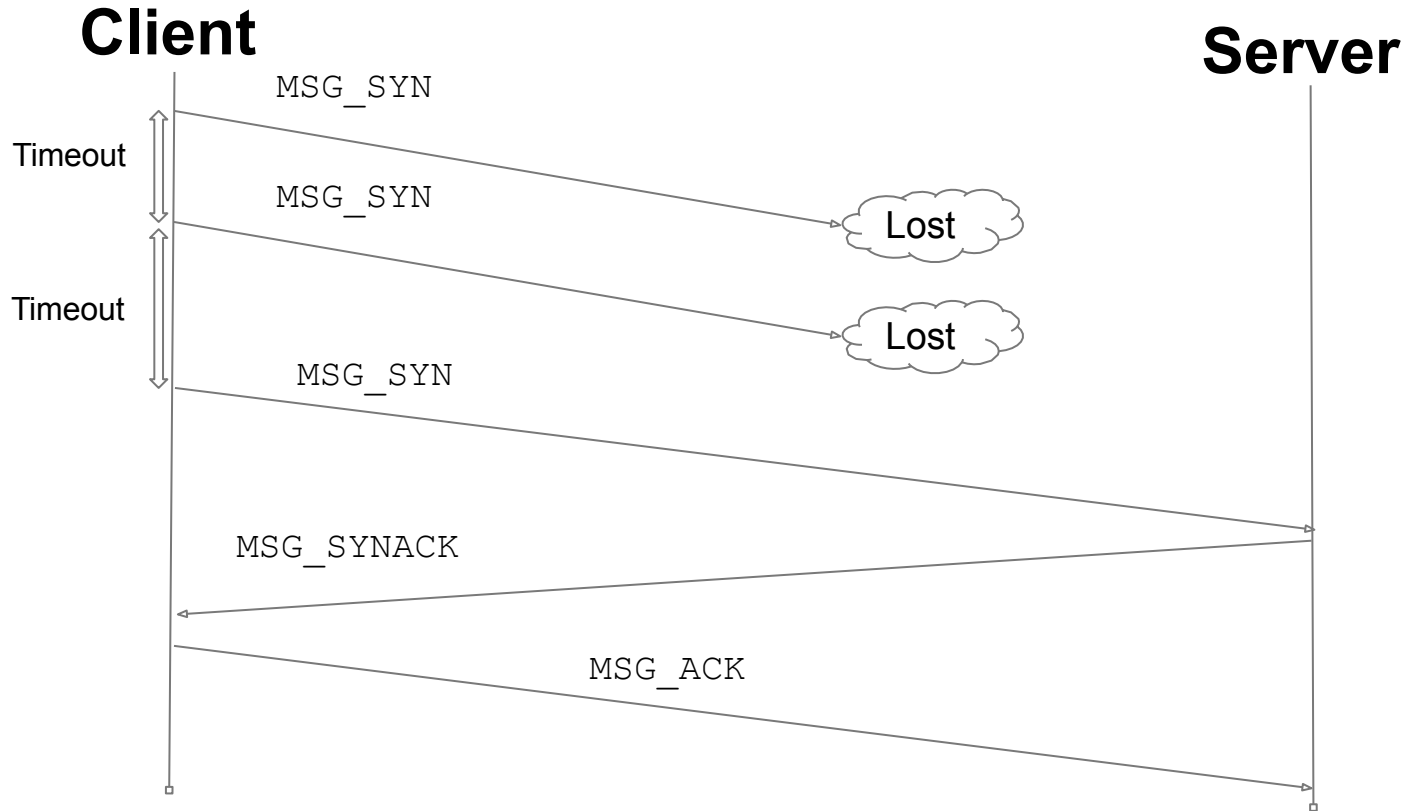 Client
Server
MSG_SYN
Timeout
MSG_SYN
Lost
Timeout
Lost
MSG_SYN
MSG_SYNACK
MSG_ACK